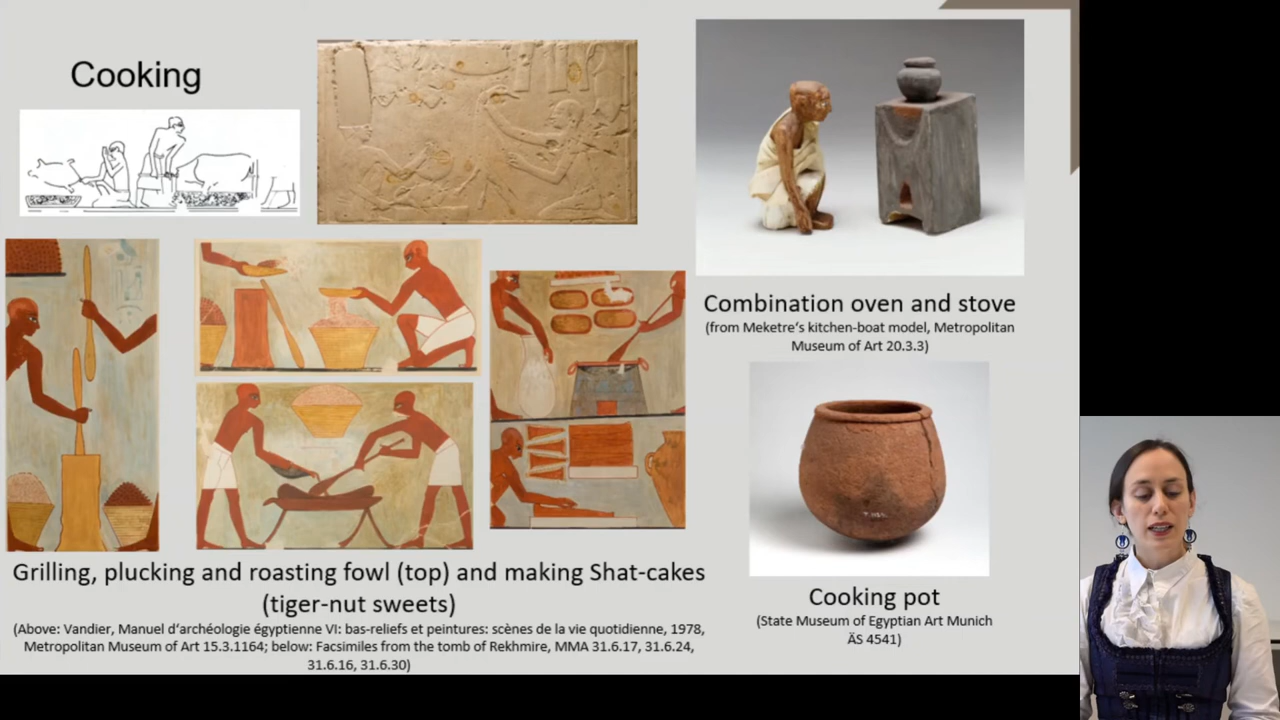 Cooking
Combination oven and stove
(from Meketre‘s kitchen-boat model, Metropolitan
Museum of Art 20.3.3)
Cooking pot
(State Museum of Egyptian Art Munich
ÄS 4541)
Grilling, plucking and roasting fowl (top) and making Shat-cakes
(tiger-nut sweets)
(Above: Vandier, Manuel d‘archéologie égyptienne VI: bas-reliefs et peintures: scènes de la vie quotidienne, 1978,
Metropolitan Museum of Art 15.3.1164; below: Facsimiles from the tomb of Rekhmire, MMA 31.6.17, 31.6.24,
31.6.16, 31.6.30)